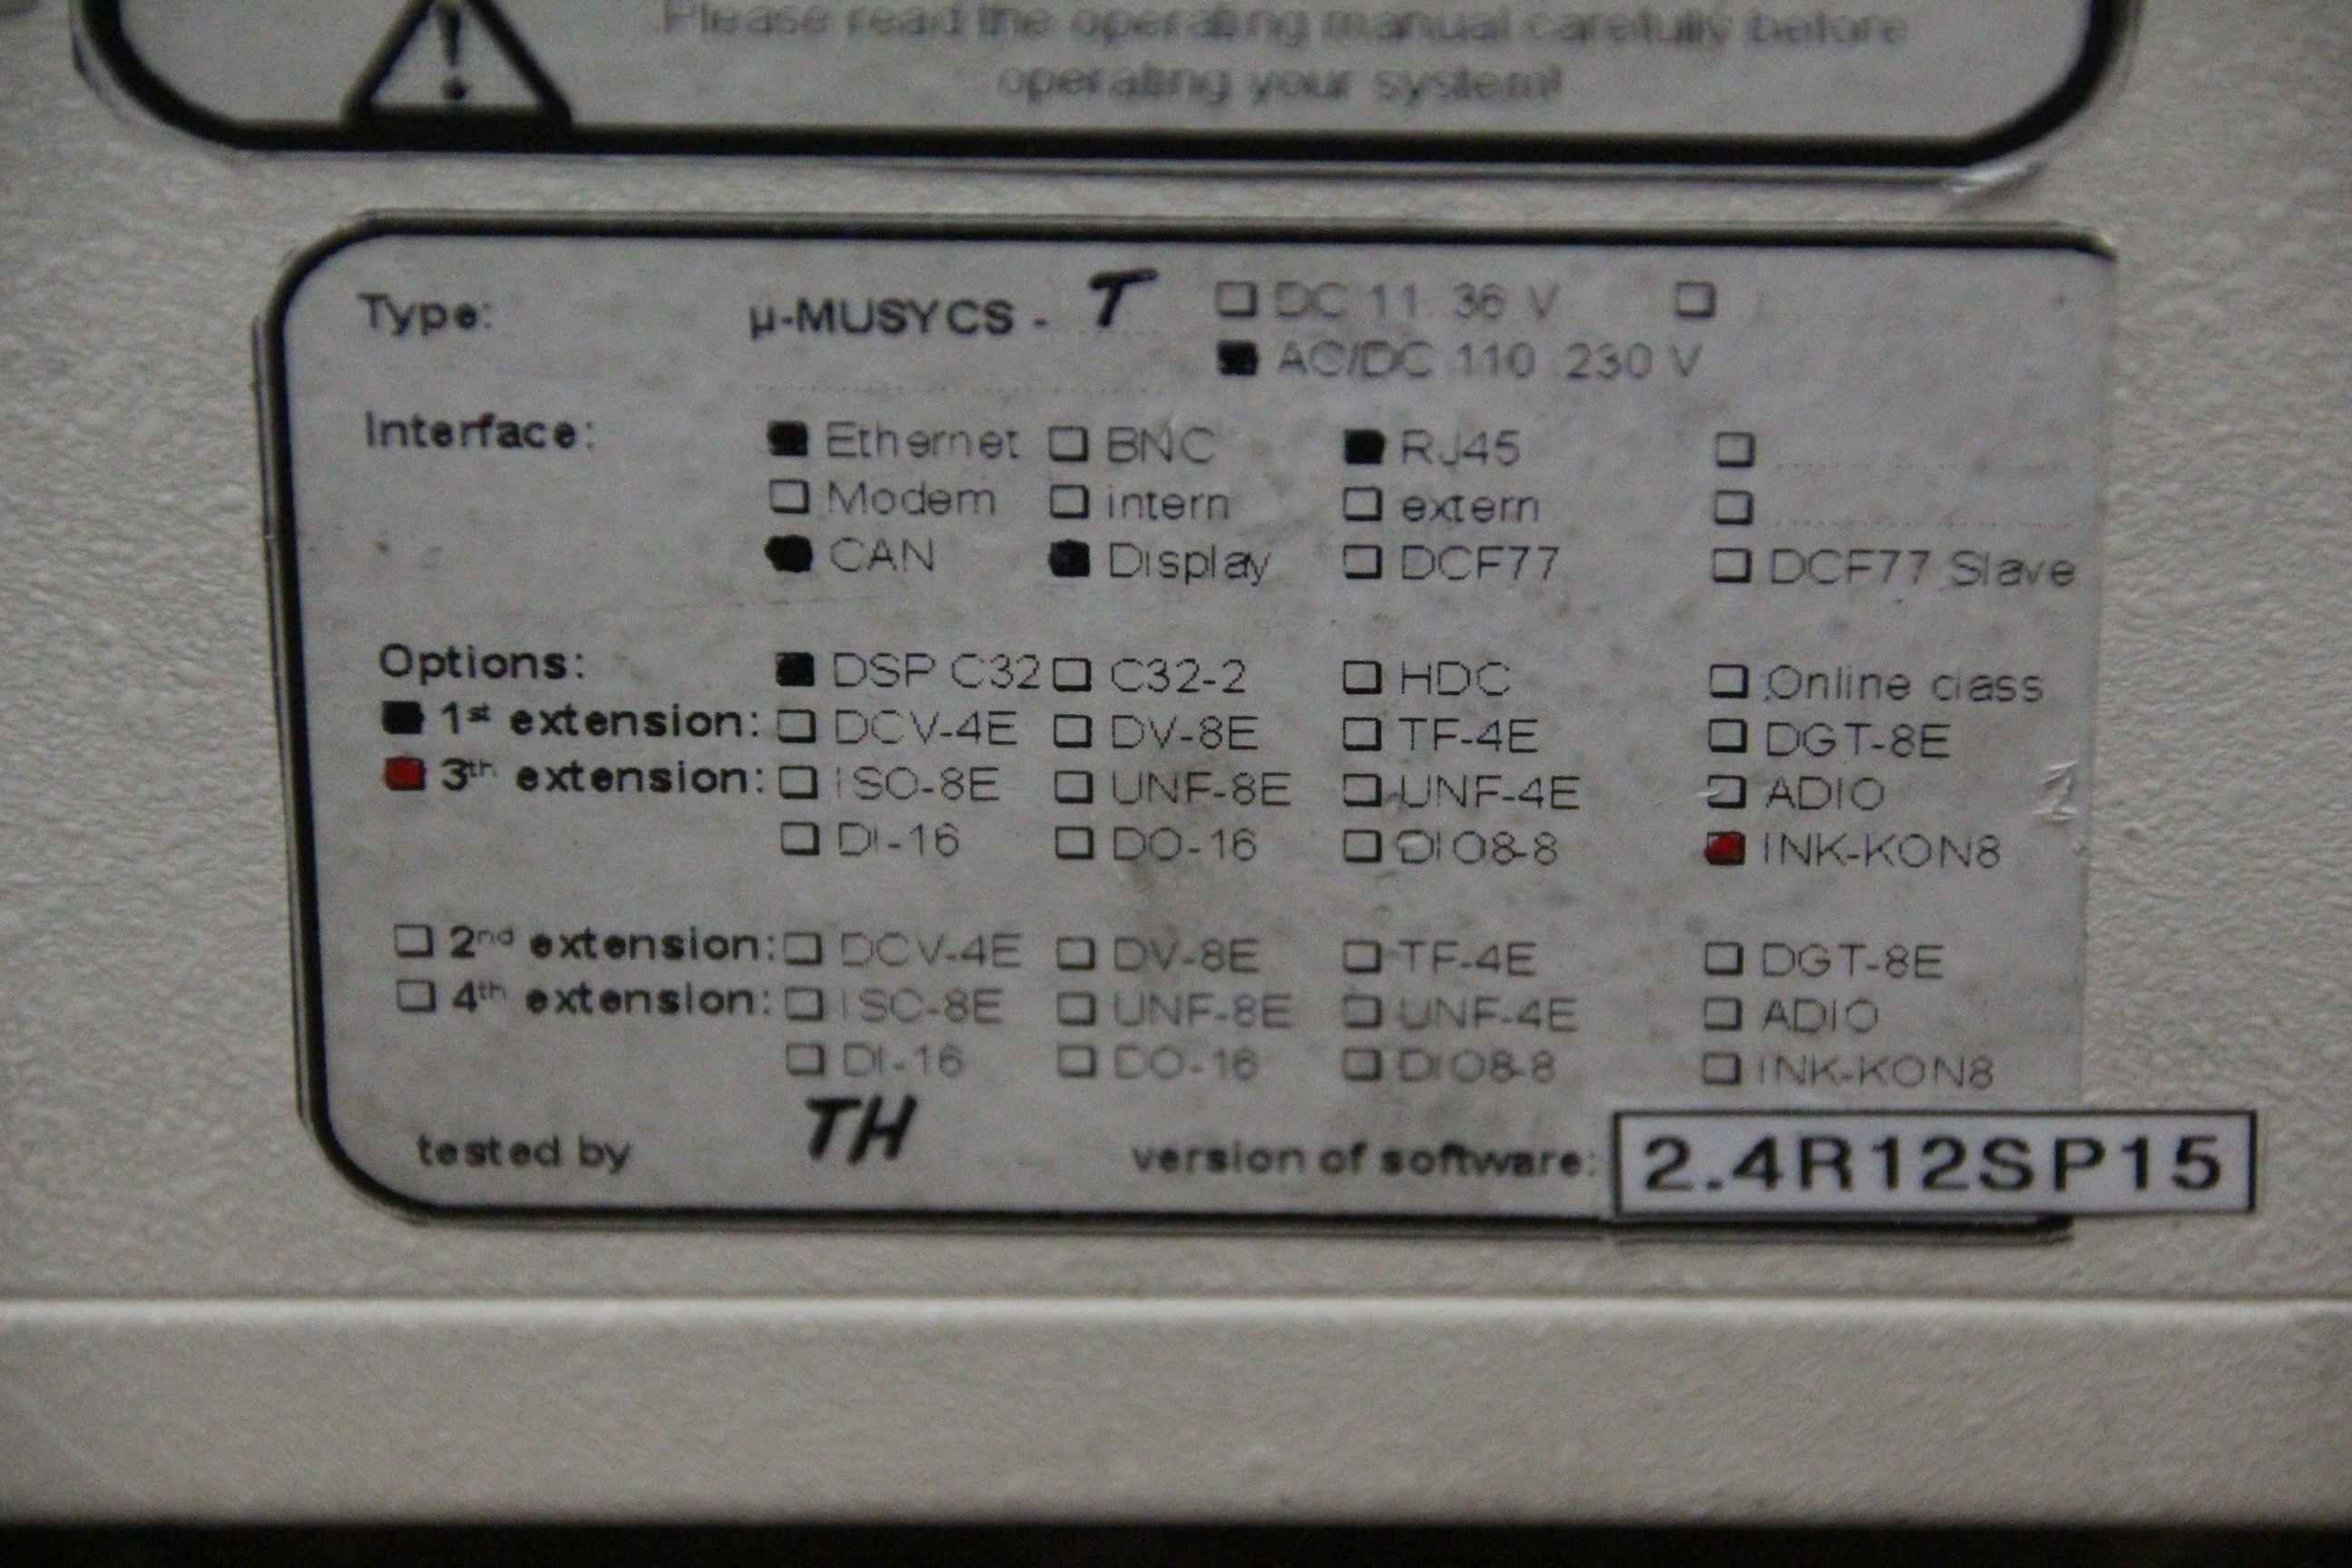 Please read the operating manual carefully before
operating your system!
Type: µ-MUSYCS - T □ DC 11 36 V □
■ AC/DC 110 230 V
Interface: ■ Ethernet □ BNC ■ RJ45 □
□ Modem □ intern □ extern □
■ CAN ■ Display □ DCF77 □ DCF77 Slave
Options: ■ DSP C32 □ C32-2 □ HDC □ Online class
■ 1st extension: □ DCV-4E □ DV-8E □ TF-4E □ DGT-8E
■ 3th extension: □ ISO-8E □ UNF-8E □ UNF-4E □ ADIO
□ DI-16 □ DO-16 □ DIO8-8 ■ INK-KON8
□ 2nd extension: □ DCV-4E □ DV-8E □ TF-4E □ DGT-8E
□ 4th extension: □ ISO-8E □ UNF-8E □ UNF-4E □ ADIO
□ DI-16 □ DO-16 □ DIO8-8 □ INK-KON8
tested by TH version of software: 2.4R12SP15